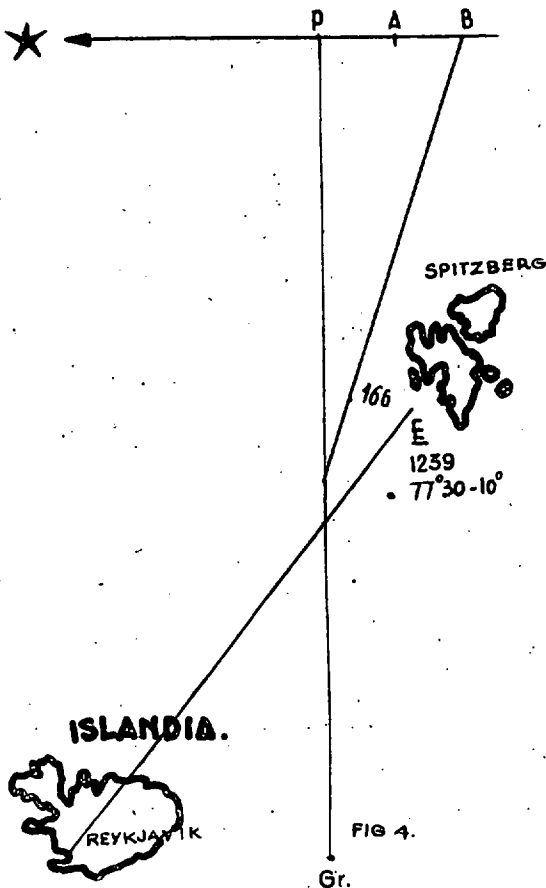 P A B
SPITZBERG
166
E
1239
77°30-10°
ISLANDIA.
REYKJAVIK
FIG 4.
Gr.